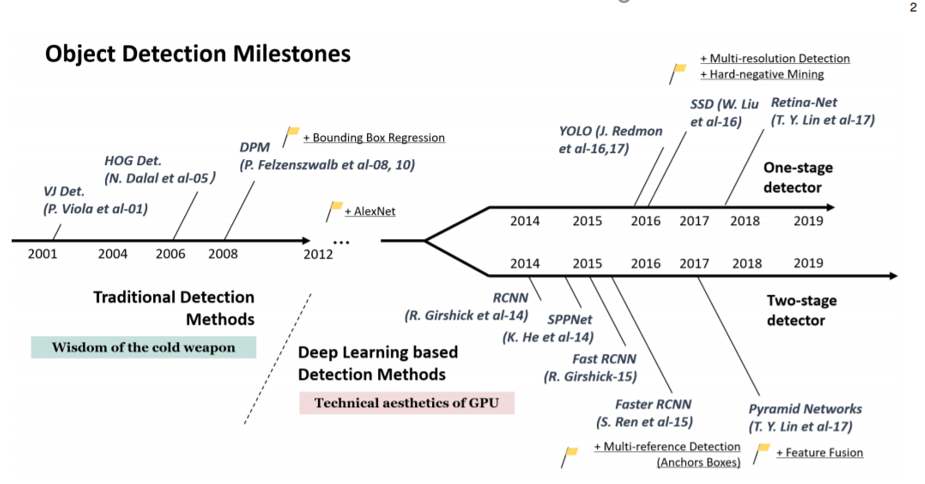 2
Object Detection Milestones
+ Multi-resolution Detection
+ Hard-negative Mining
SSD (W. Liu
et al-16)
Retina-Net
(T. Y. Lin et al-17)
YOLO (J. Redmon
et al-16,17)
+ Bounding Box Regression
DPM
(P. Felzenszwalb et al-08, 10)
HOG Det.
(N. Dalal et al-05)
VJ Det.
(P. Viola et al-01)
One-stage
detector
+ AlexNet
2014 2015 2016 2017 2018 2019
2001 2004 2006 2008 2012 ...
2014 2015 2016 2017 2018 2019
Traditional Detection
Methods
Wisdom of the cold weapon
RCNN
(R. Girshick et al-14)
SPPNet
(K. He et al-14)
Two-stage
detector
Deep Learning based
Detection Methods
Technical aesthetics of GPU
Fast RCNN
(R. Girshick-15)
Faster RCNN
(S. Ren et al-15)
Pyramid Networks
(T. Y. Lin et al-17)
+ Multi-reference Detection
(Anchors Boxes)
+ Feature Fusion